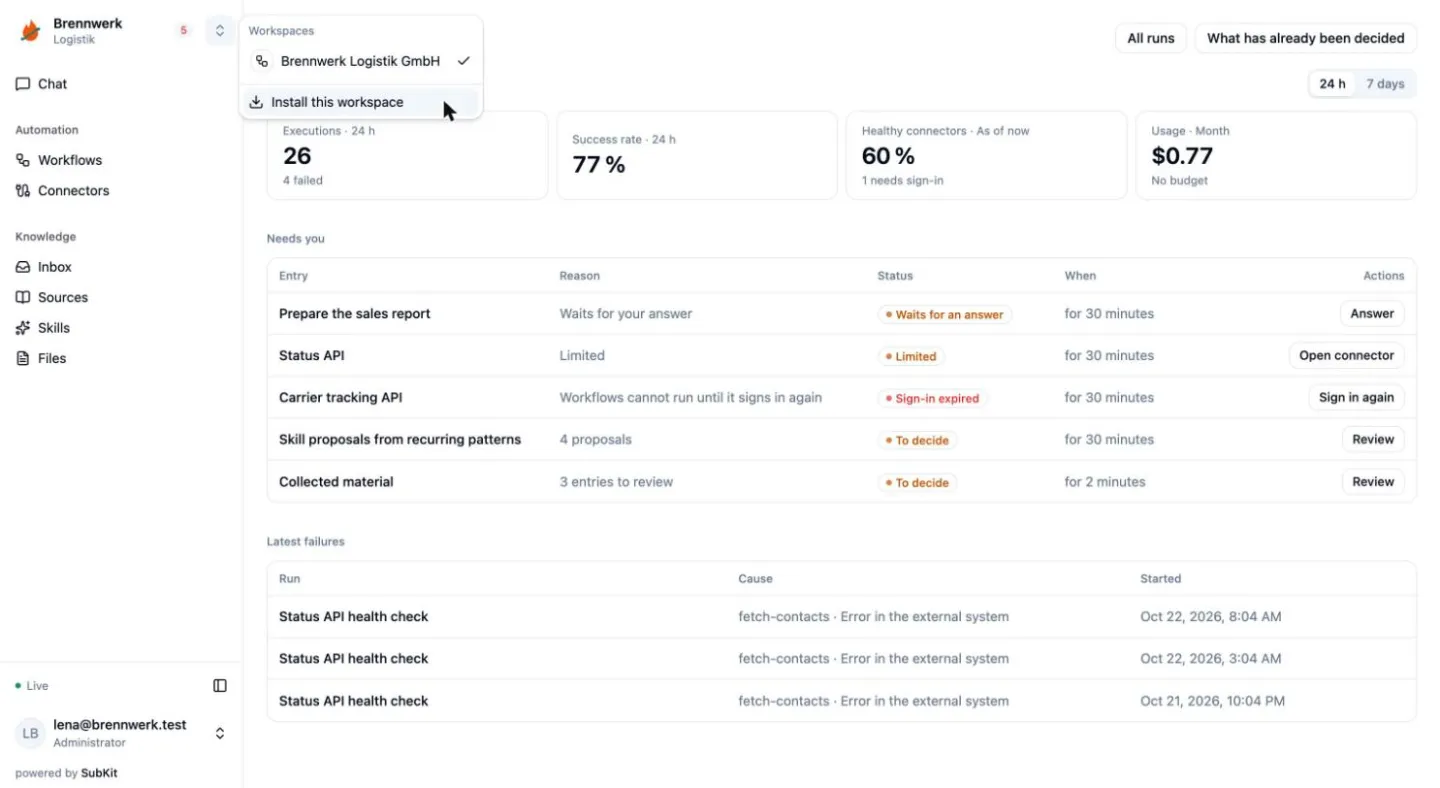 Brennwerk
Logistik
5
Workspaces
Brennwerk Logistik GmbH
Install this workspace
All runs
What has already been decided
24 h
7 days
Chat
Automation
Workflows
Connectors
Knowledge
Inbox
Sources
Skills
Files
Executions · 24 h
26
4 failed
Success rate · 24 h
77 %
Healthy connectors · As of now
60 %
1 needs sign-in
Usage · Month
$0.77
No budget
Needs you
Entry Reason Status When Actions
Prepare the sales report Waits for your answer Waits for an answer for 30 minutes Answer
Status API Limited Limited for 30 minutes Open connector
Carrier tracking API Workflows cannot run until it signs in again Sign-in expired for 30 minutes Sign in again
Skill proposals from recurring patterns 4 proposals To decide for 30 minutes Review
Collected material 3 entries to review To decide for 2 minutes Review
Latest failures
Run Cause Started
Status API health check fetch-contacts · Error in the external system Oct 22, 2026, 8:04 AM
Status API health check fetch-contacts · Error in the external system Oct 22, 2026, 3:04 AM
Status API health check fetch-contacts · Error in the external system Oct 21, 2026, 10:04 PM
Live
LB
lena@brennwerk.test
Administrator
powered by SubKit